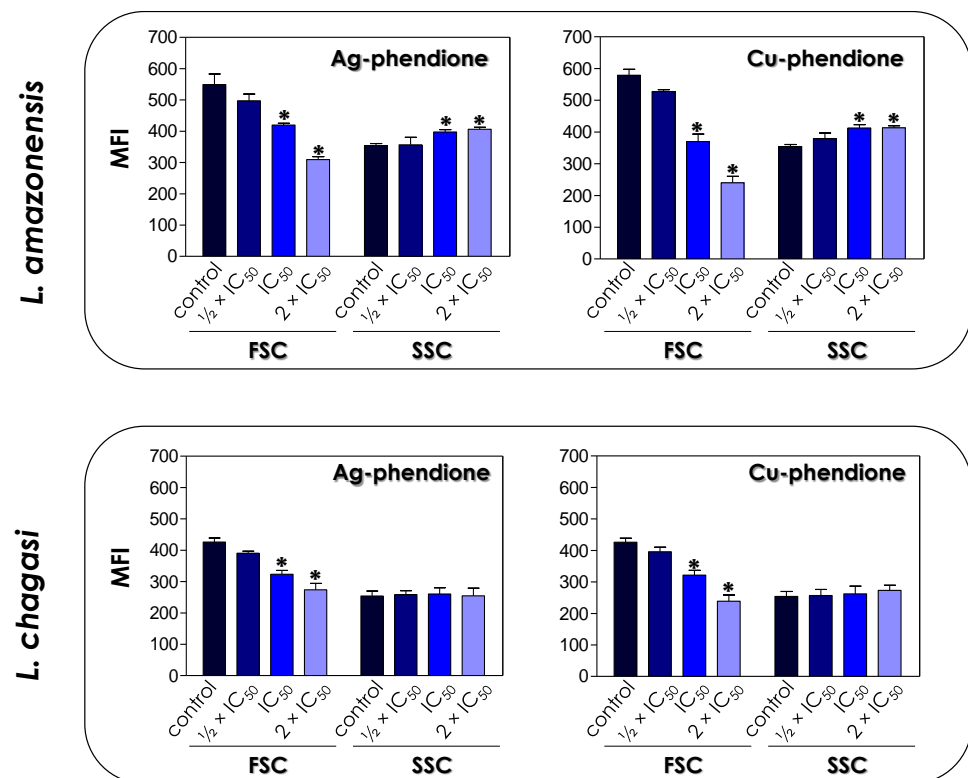 L. amazonensis
MFI
700
600
500
400
300
200
100
0
Ag-phendione
*
*
*
*
control
½ × IC₅₀
IC₅₀
2 × IC₅₀
control
½ × IC₅₀
IC₅₀
2 × IC₅₀
FSC
SSC
700
600
500
400
300
200
100
0
Cu-phendione
*
*
*
*
control
½ × IC₅₀
IC₅₀
2 × IC₅₀
control
½ × IC₅₀
IC₅₀
2 × IC₅₀
FSC
SSC
L. chagasi
MFI
700
600
500
400
300
200
100
0
Ag-phendione
*
*
control
½ × IC₅₀
IC₅₀
2 × IC₅₀
control
½ × IC₅₀
IC₅₀
2 × IC₅₀
FSC
SSC
700
600
500
400
300
200
100
0
Cu-phendione
*
*
control
½ × IC₅₀
IC₅₀
2 × IC₅₀
control
½ × IC₅₀
IC₅₀
2 × IC₅₀
FSC
SSC